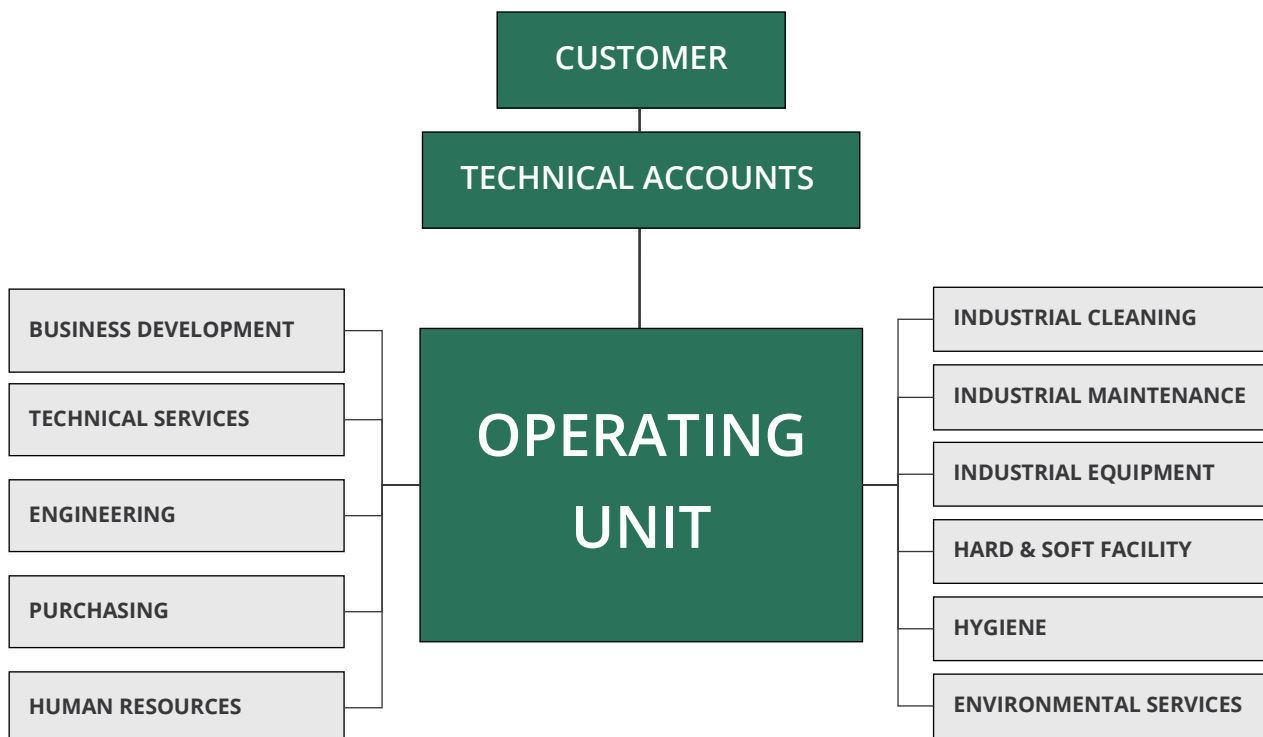 CUSTOMER
TECHNICAL ACCOUNTS
BUSINESS DEVELOPMENT
TECHNICAL SERVICES
ENGINEERING
PURCHASING
HUMAN RESOURCES
OPERATING
UNIT
INDUSTRIAL CLEANING
INDUSTRIAL MAINTENANCE
INDUSTRIAL EQUIPMENT
HARD & SOFT FACILITY
HYGIENE
ENVIRONMENTAL SERVICES